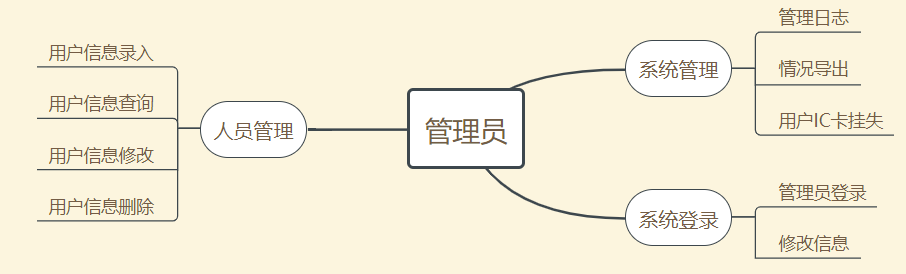 管理员
人员管理
用户信息录入
用户信息查询
用户信息修改
用户信息删除
系统管理
管理日志
情况导出
用户IC卡挂失
系统登录
管理员登录
修改信息